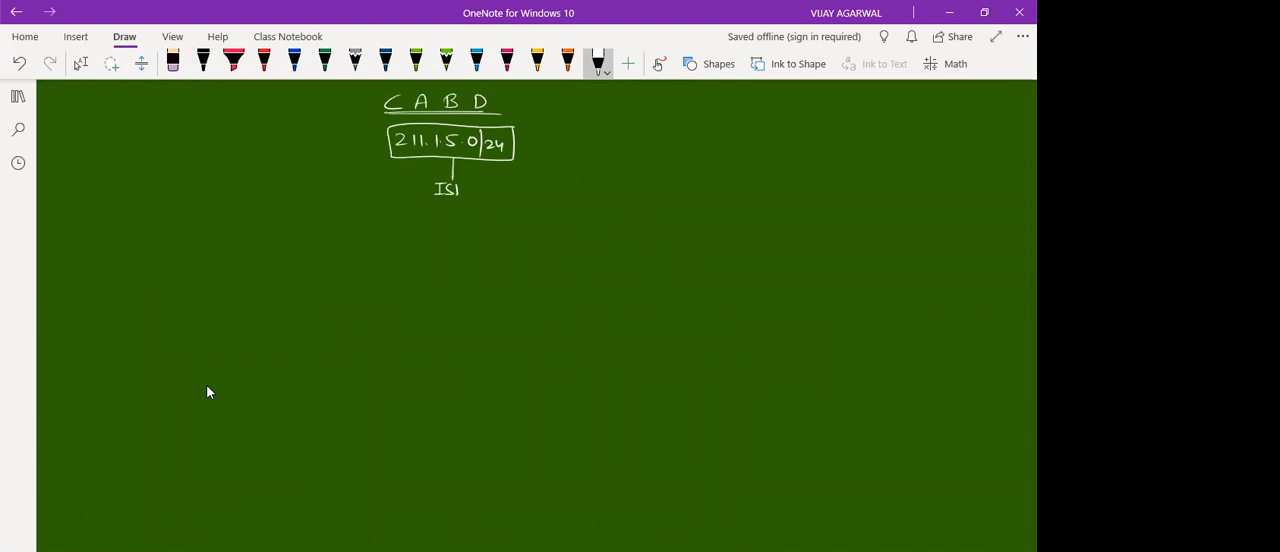 OneNote for Windows 10
VIJAY AGARWAL
Home Insert Draw View Help Class Notebook
Saved offline (sign in required) Share
Shapes Ink to Shape Ink to Text Math
C A B D
211.1.5.0/24
ISI